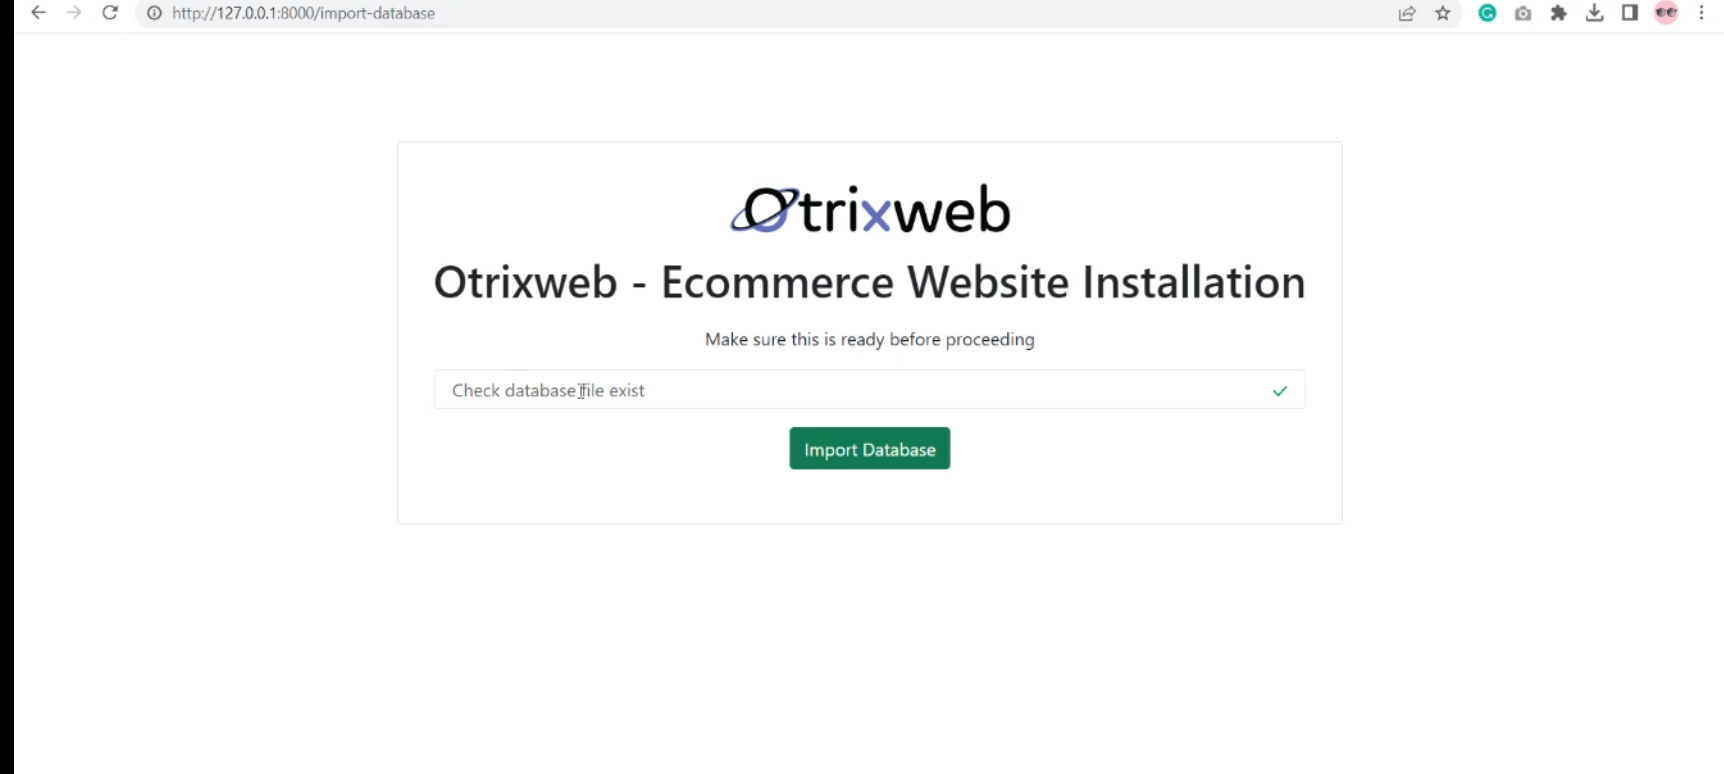 http://127.0.0.1:8000/import-database
Otrixweb
Otrixweb - Ecommerce Website Installation
Make sure this is ready before proceeding
Check database file exist
Import Database